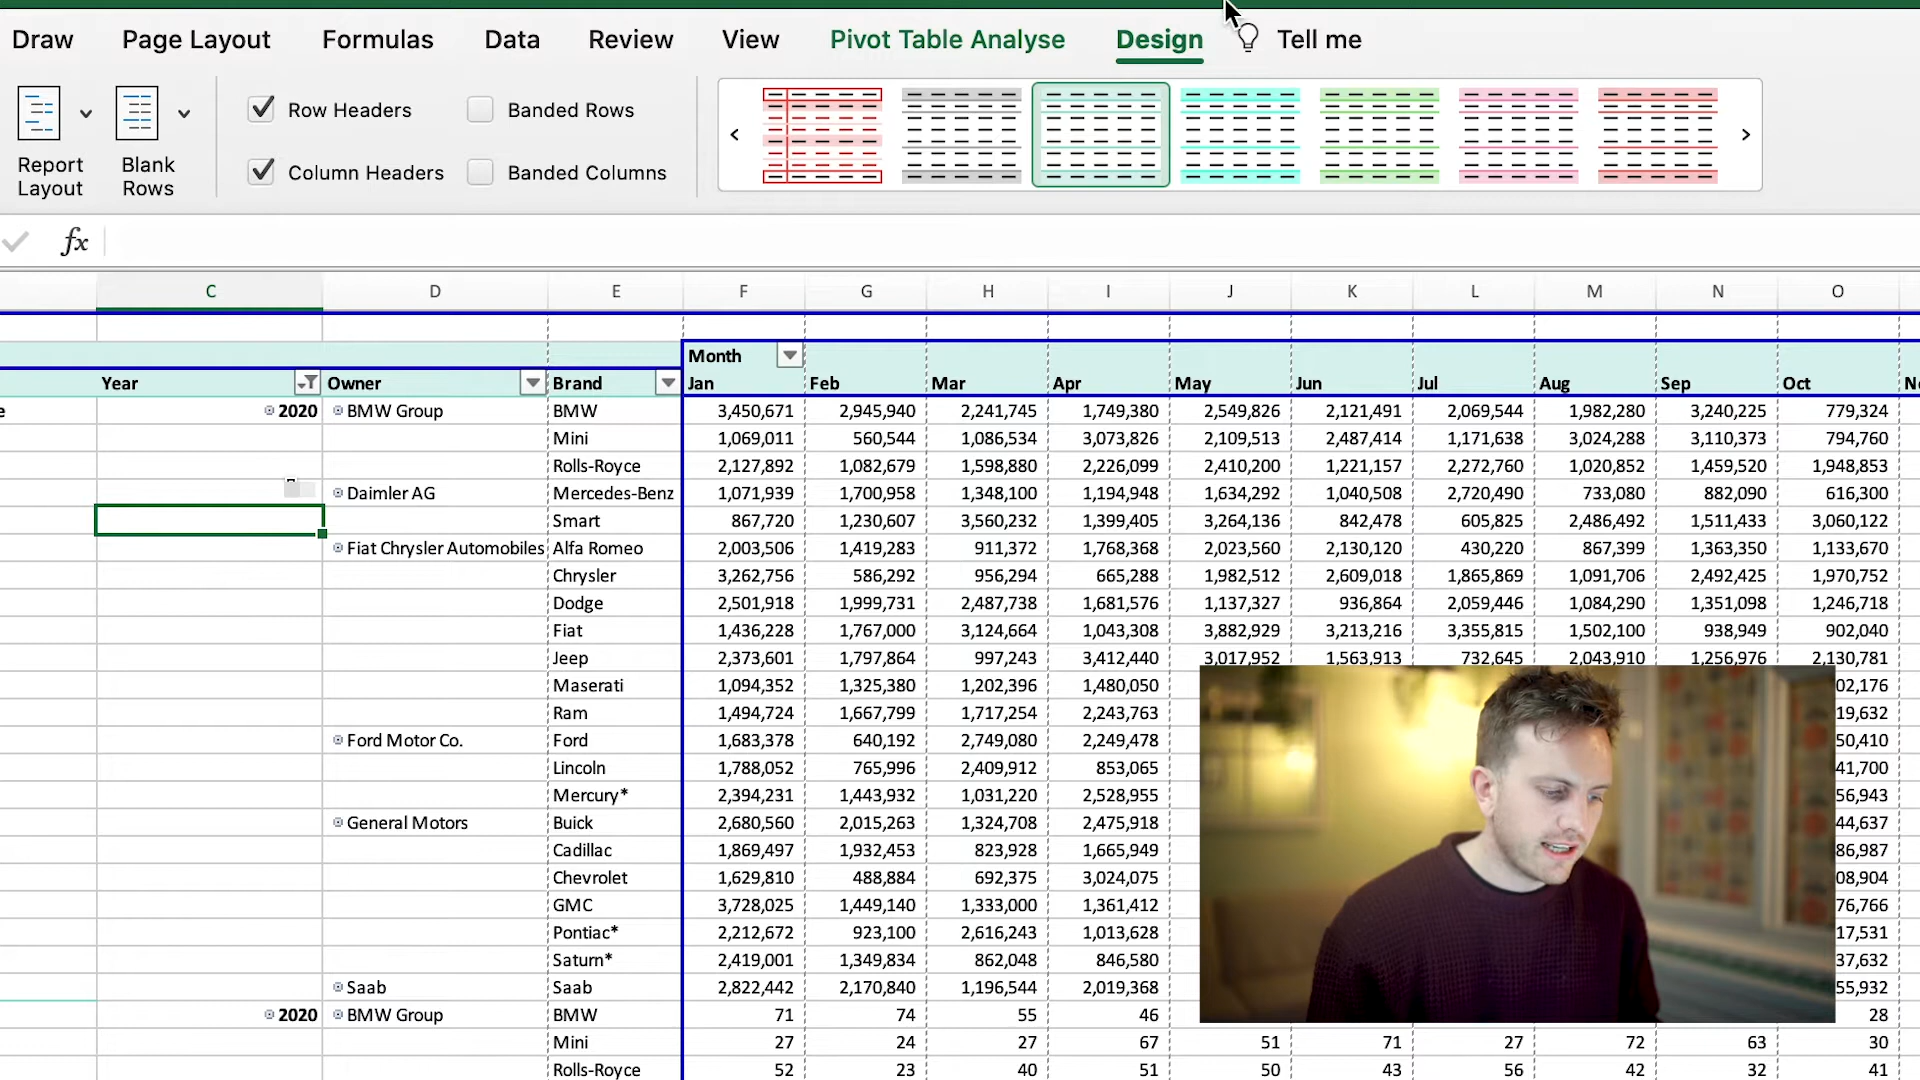 Draw Page Layout Formulas Data Review View Pivot Table Analyse Design Tell me
Row Headers Banded Rows
Report Layout Blank Rows Column Headers Banded Columns
fx
C D E F G H I J K L M N O
Month
Year Owner Brand Jan Feb Mar Apr May Jun Jul Aug Sep Oct
e 2020 BMW Group BMW 3,450,671 2,945,940 2,241,745 1,749,380 2,549,826 2,121,491 2,069,544 1,982,280 3,240,225 779,324
Mini 1,069,011 560,544 1,086,534 3,073,826 2,109,513 2,487,414 1,171,638 3,024,288 3,110,373 794,760
Rolls-Royce 2,127,892 1,082,679 1,598,880 2,226,099 2,410,200 1,221,157 2,272,760 1,020,852 1,459,520 1,948,853
Daimler AG Mercedes-Benz 1,071,939 1,700,958 1,348,100 1,194,948 1,634,292 1,040,508 2,720,490 733,080 882,090 616,300
Smart 867,720 1,230,607 3,560,232 1,399,405 3,264,136 842,478 605,825 2,486,492 1,511,433 3,060,122
Fiat Chrysler Automobiles Alfa Romeo 2,003,506 1,419,283 911,372 1,768,368 2,023,560 2,130,120 430,220 867,399 1,363,350 1,133,670
Chrysler 3,262,756 586,292 956,294 665,288 1,982,512 2,609,018 1,865,869 1,091,706 2,492,425 1,970,752
Dodge 2,501,918 1,999,731 2,487,738 1,681,576 1,137,327 936,864 2,059,446 1,084,290 1,351,098 1,246,718
Fiat 1,436,228 1,767,000 3,124,664 1,043,308 3,882,929 3,213,216 3,355,815 1,502,100 938,949 902,040
Jeep 2,373,601 1,797,864 997,243 3,412,440 3,017,952 1,563,913 732,645 2,043,910 1,256,976 2,130,781
Maserati 1,094,352 1,325,380 1,202,396 1,480,050 02,176
Ram 1,494,724 1,667,799 1,717,254 2,243,763 19,632
Ford Motor Co. Ford 1,683,378 640,192 2,749,080 2,249,478 50,410
Lincoln 1,788,052 765,996 2,409,912 853,065 41,700
Mercury* 2,394,231 1,443,932 1,031,220 2,528,955 56,943
General Motors Buick 2,680,560 2,015,263 1,324,708 2,475,918 44,637
Cadillac 1,869,497 1,932,453 823,928 1,665,949 86,987
Chevrolet 1,629,810 488,884 692,375 3,024,075 08,904
GMC 3,728,025 1,449,140 1,333,000 1,361,412 76,766
Pontiac* 2,212,672 923,100 2,616,243 1,013,628 17,531
Saturn* 2,419,001 1,349,834 862,048 846,580 37,632
Saab Saab 2,822,442 2,170,840 1,196,544 2,019,368 55,932
2020 BMW Group BMW 71 74 55 46 28
Mini 27 24 27 67 51 71 27 72 63 30
Rolls-Royce 52 23 40 51 50 43 56 42 32 41